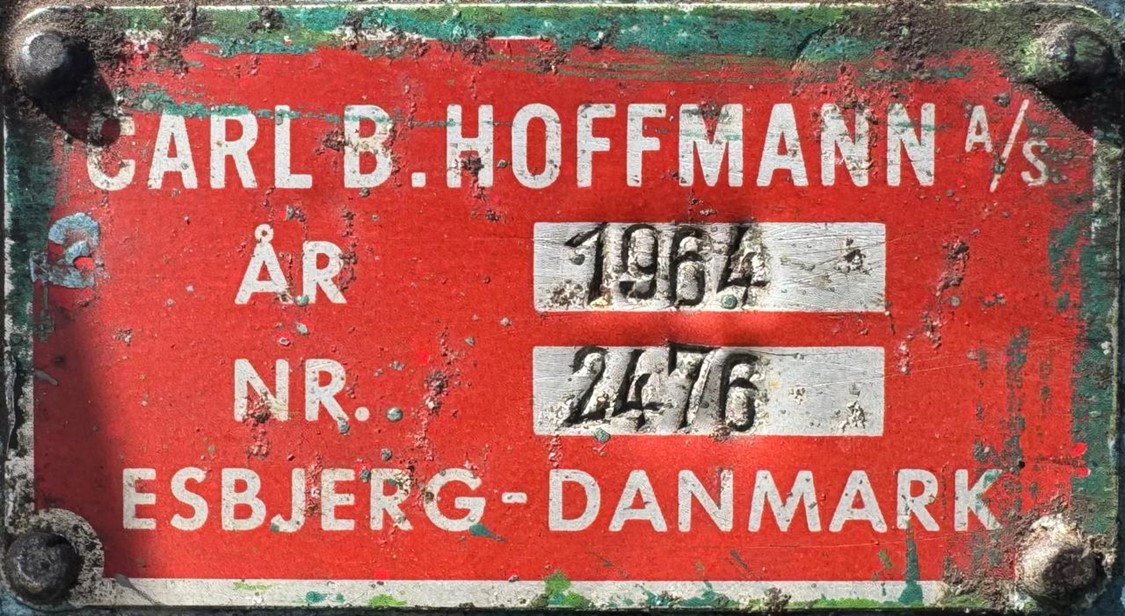 CARL B. HOFFMANN A/S
ÅR 1964
NR. 2476
ESBJERG-DANMARK